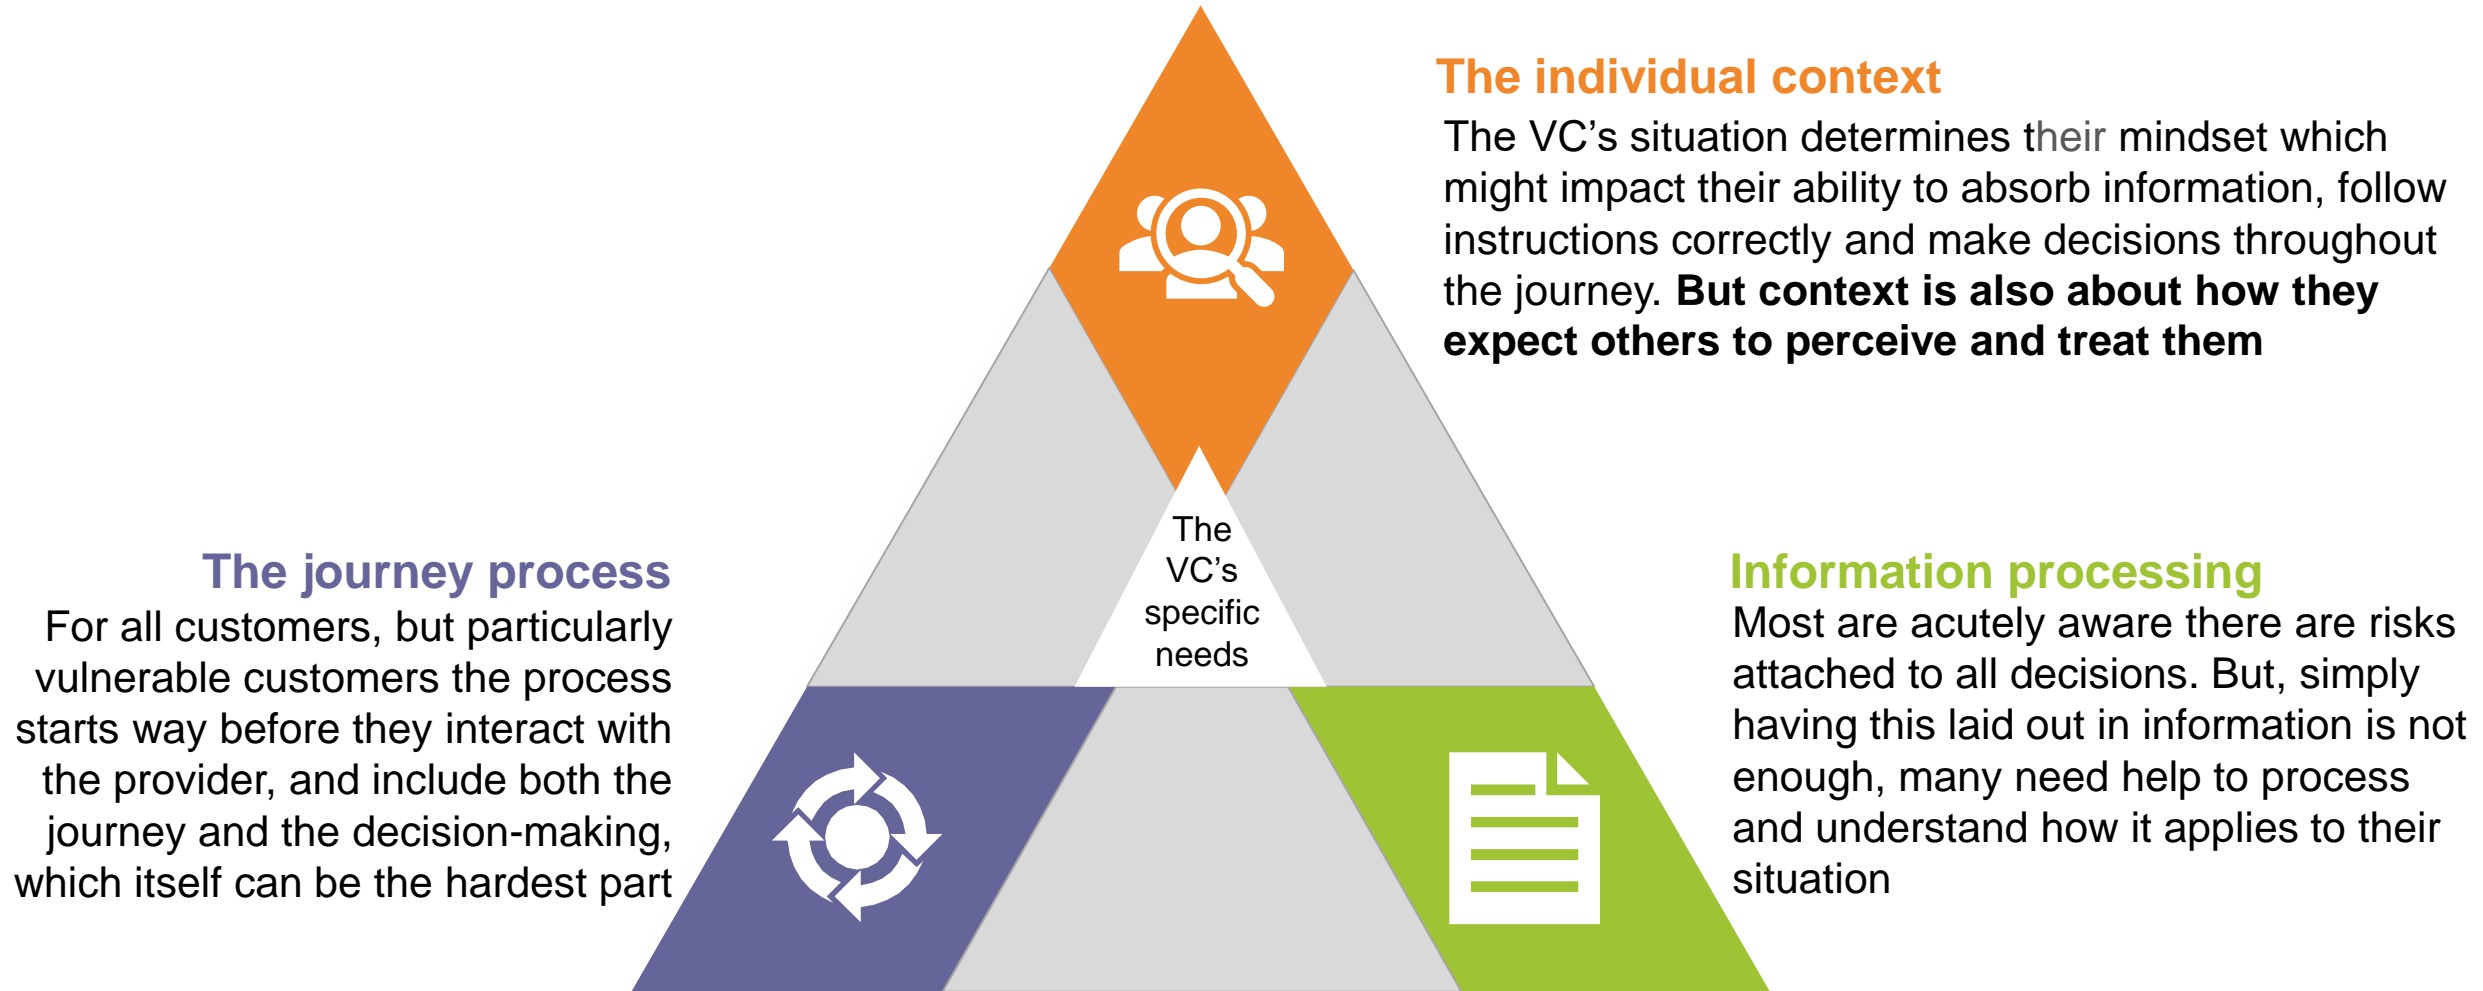 The individual context
The VC’s situation determines their mindset which
might impact their ability to absorb information, follow
instructions correctly and make decisions throughout
the journey. But context is also about how they
expect others to perceive and treat them
The
VC’s
specific
needs
The journey process
For all customers, but particularly
vulnerable customers the process
starts way before they interact with
the provider, and include both the
journey and the decision-making,
which itself can be the hardest part
Information processing
Most are acutely aware there are risks
attached to all decisions. But, simply
having this laid out in information is not
enough, many need help to process
and understand how it applies to their
situation